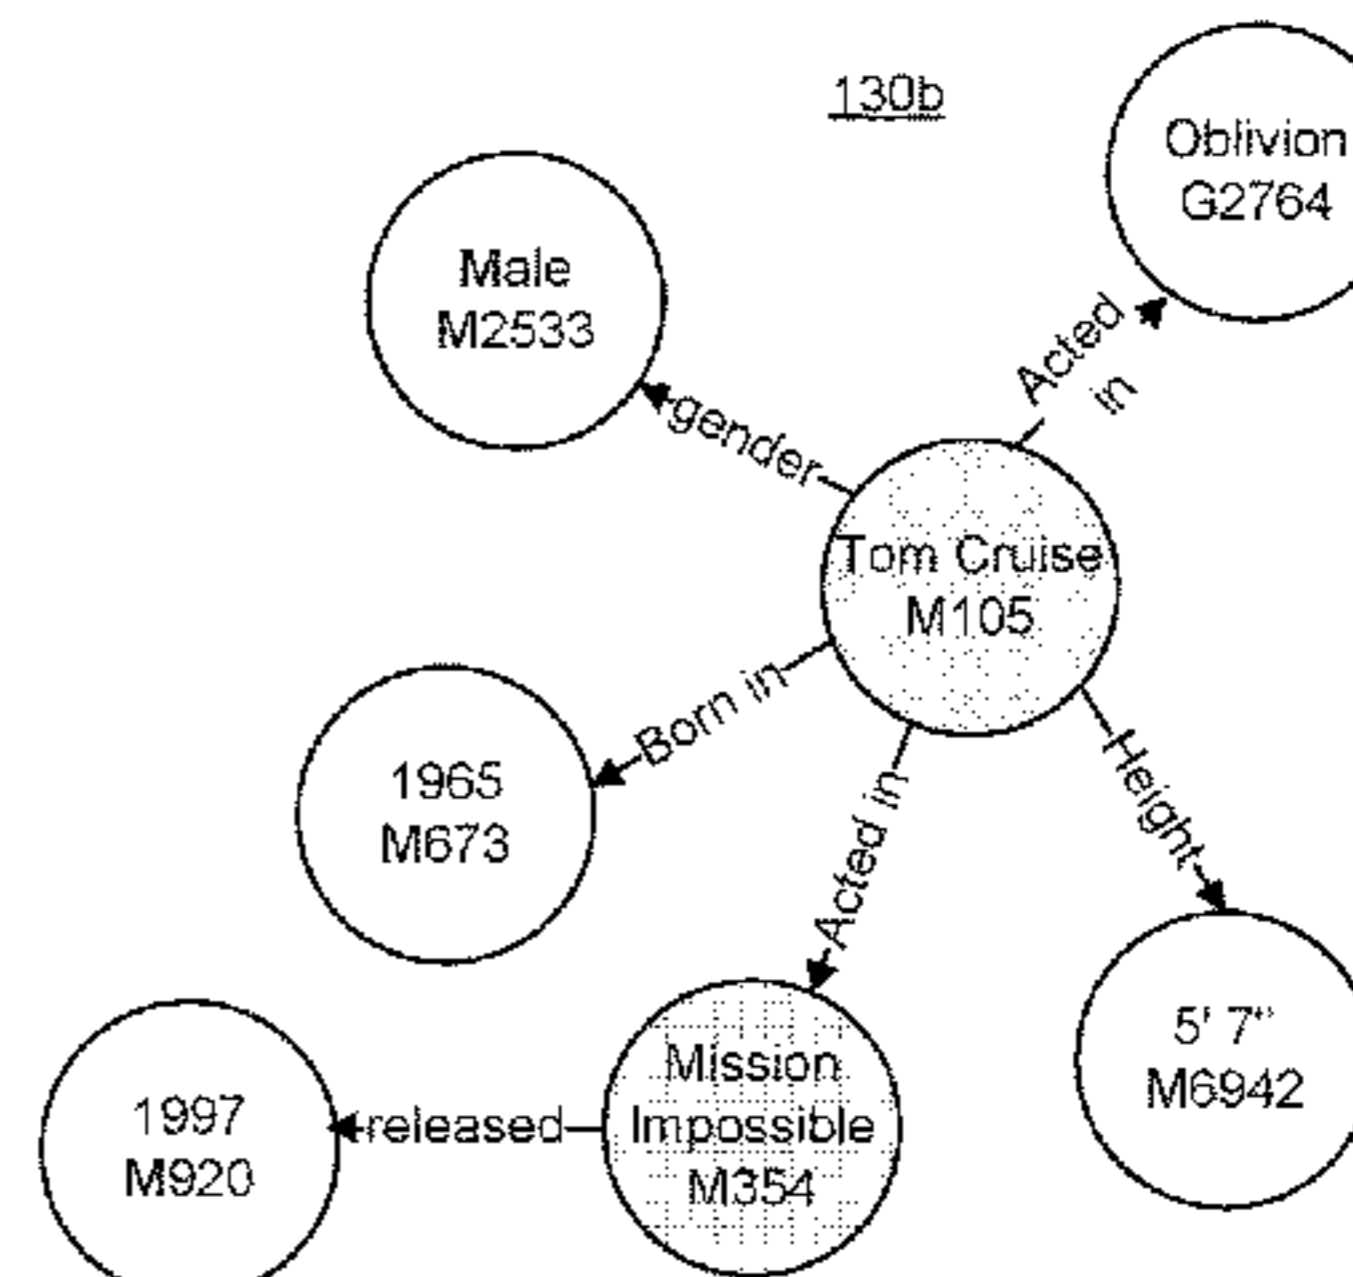 130b
Oblivion
G2764
Male
M2533
Acted
in
gender
Tom Cruise
M105
Born in
1965
M673
Acted in
Height
5' 7"
M6942
Mission
Impossible
M354
released
1997
M920